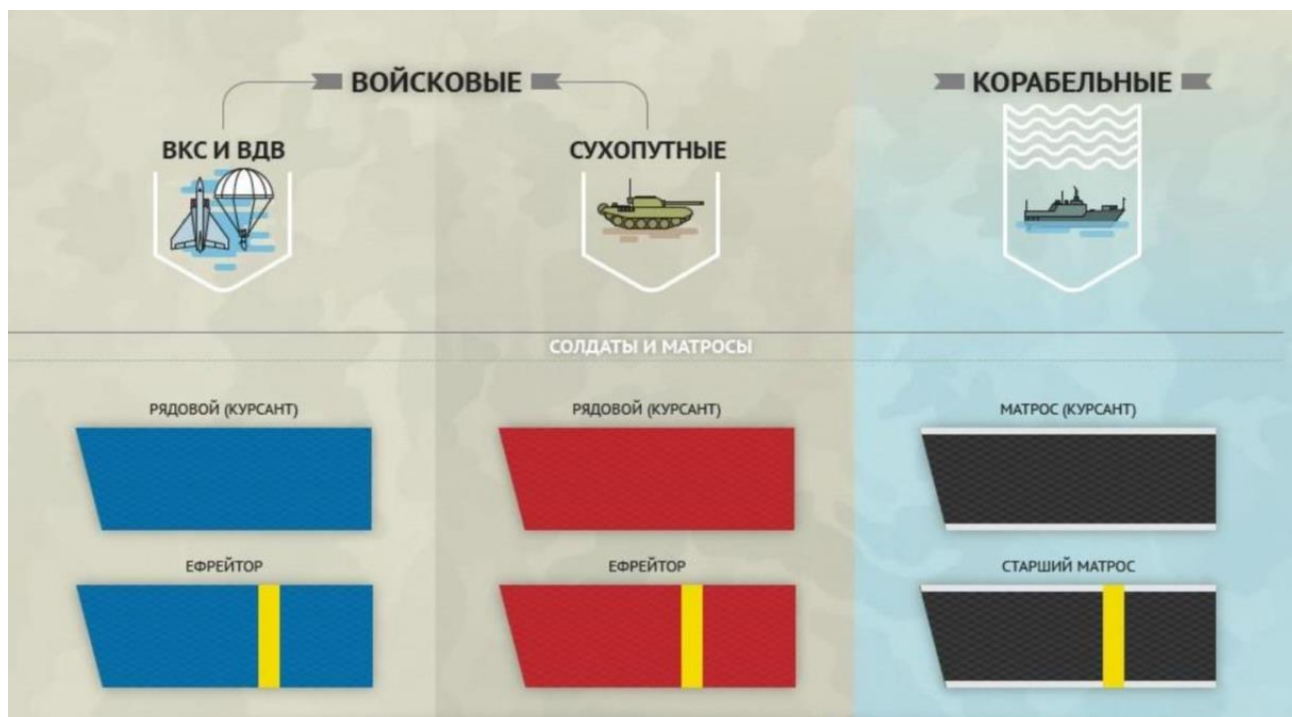 ВОЙСКОВЫЕ
КОРАБЕЛЬНЫЕ
ВКС И ВДВ
СУХОПУТНЫЕ
СОЛДАТЫ И МАТРОСЫ
РЯДОВОЙ (КУРСАНТ)
РЯДОВОЙ (КУРСАНТ)
МАТРОС (КУРСАНТ)
ЕФРЕЙТОР
ЕФРЕЙТОР
СТАРШИЙ МАТРОС